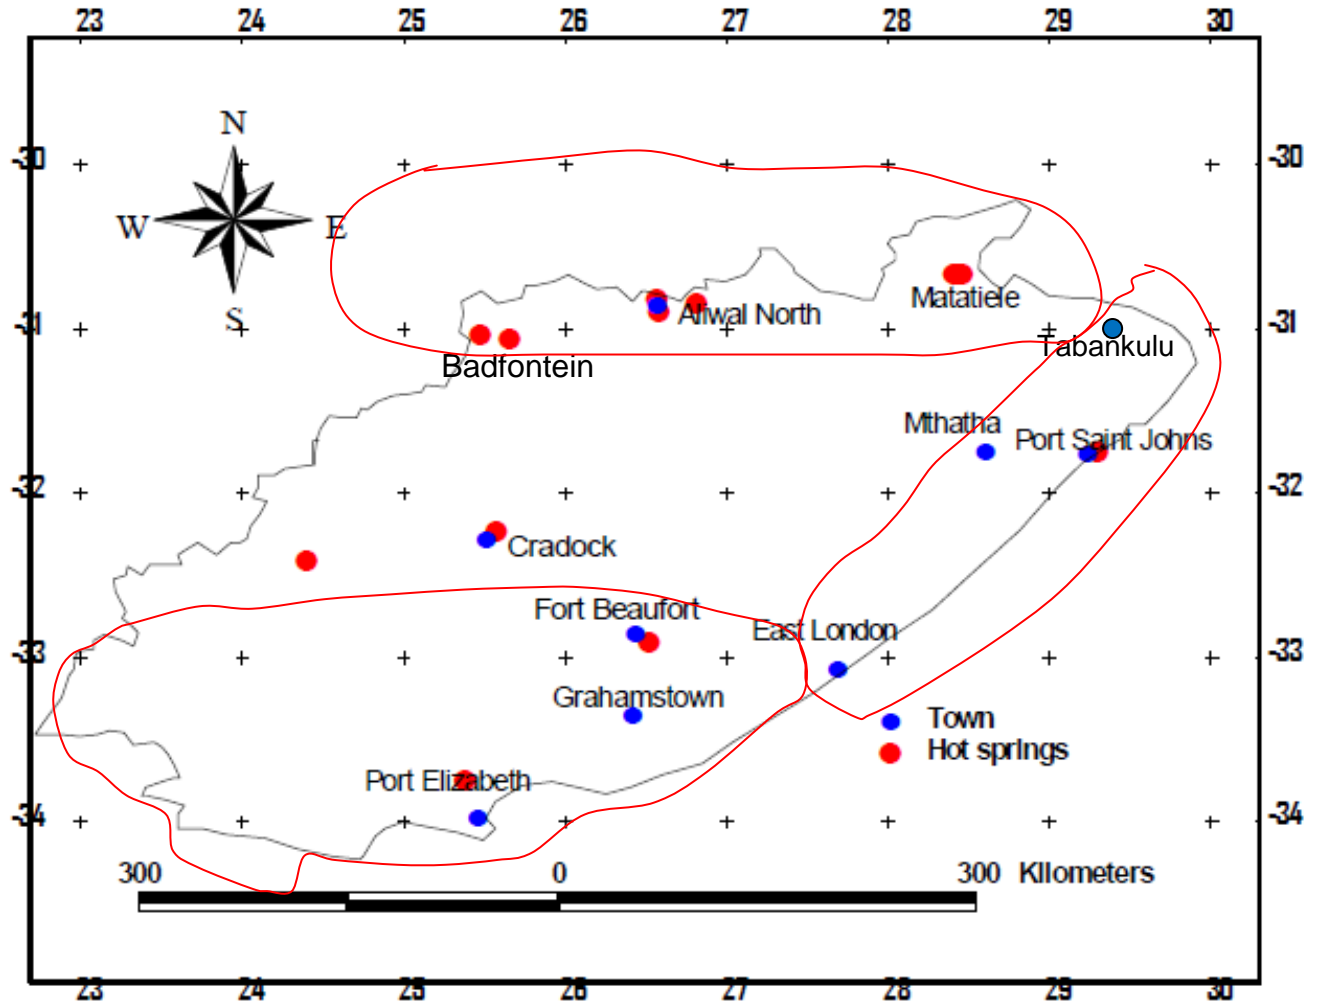 23 24 25 26 27 28 29 30
N
-30 -30
W E
S
Matatiele
Aliwal North
-31 -31
Tabankulu
Badfontein
Mthatha
Port Saint Johns
-32 -32
Cradock
Fort Beaufort
East London
-33 -33
Grahamstown
Town
Hot springs
Port Elizabeth
-34 -34
300 0 300 Kilometers
23 24 25 26 27 28 29 30